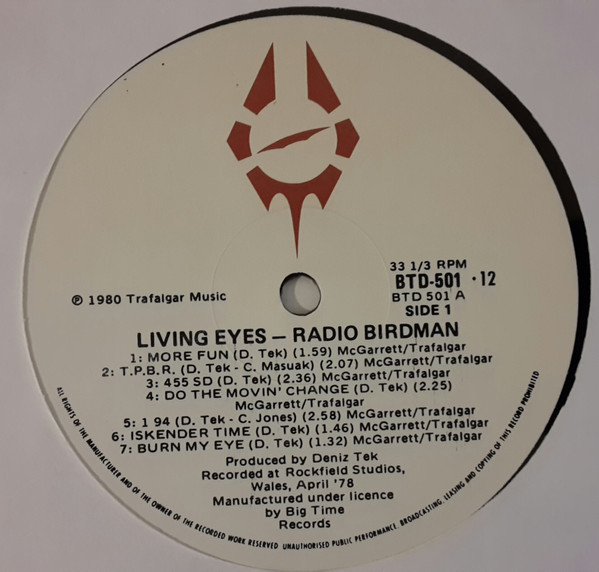 ℗ 1980 Trafalgar Music
33 1/3 RPM
BTD-501 · 12
BTD 501 A
SIDE 1
LIVING EYES – RADIO BIRDMAN
1: MORE FUN (D. Tek) (1.59) McGarrett/Trafalgar
2: T.P.B.R. (D. Tek - C. Masuak) (2.07) McGarrett/Trafalgar
3: 455 SD (D. Tek) (2.36) McGarrett/Trafalgar
4: DO THE MOVIN' CHANGE (D. Tek) (2.25)
McGarrett/Trafalgar
5: 1 94 (D. Tek - C. Jones) (2.58) McGarrett/Trafalgar
6: ISKENDER TIME (D. Tek) (1.46) McGarrett/Trafalgar
7: BURN MY EYE (D. Tek) (1.32) McGarrett/Trafalgar
Produced by Deniz Tek
Recorded at Rockfield Studios,
Wales, April '78
Manufactured under licence
by Big Time
Records
ALL RIGHTS OF THE MANUFACTURER AND OF THE OWNER OF THE RECORDED WORK RESERVED UNAUTHORISED PUBLIC PERFORMANCE, BROADCASTING, LEASING AND COPYING OF THIS RECORD PROHIBITED